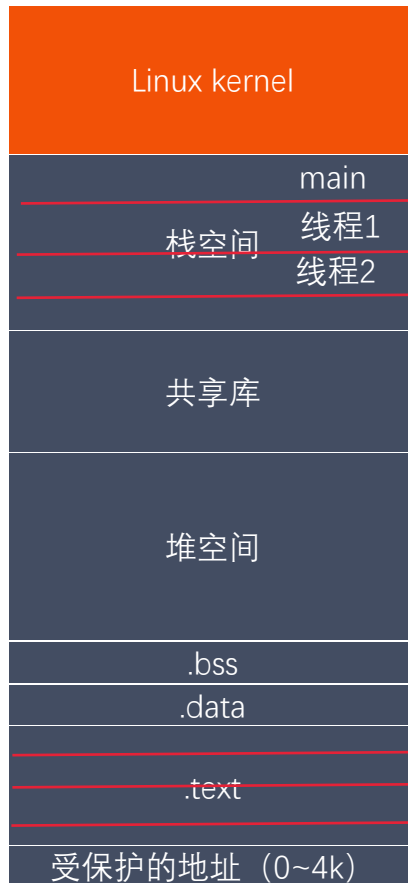 Linux kernel
main
栈空间 线程1
线程2
共享库
堆空间
.bss
.data
.text
受保护的地址（0~4k）